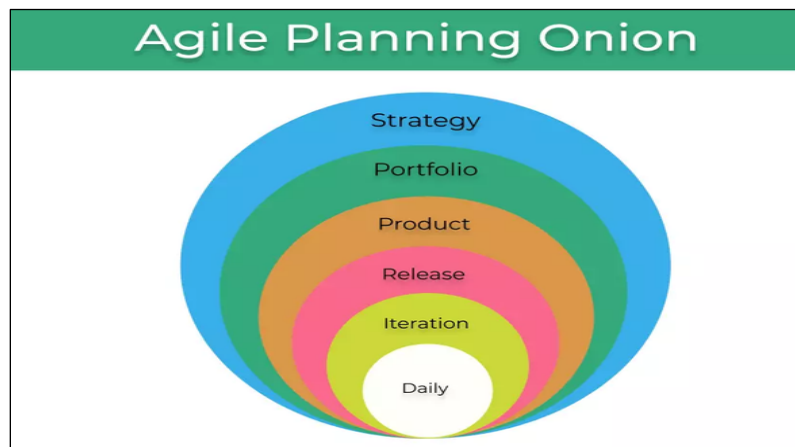 Agile Planning Onion
Strategy
Portfolio
Product
Release
Iteration
Daily